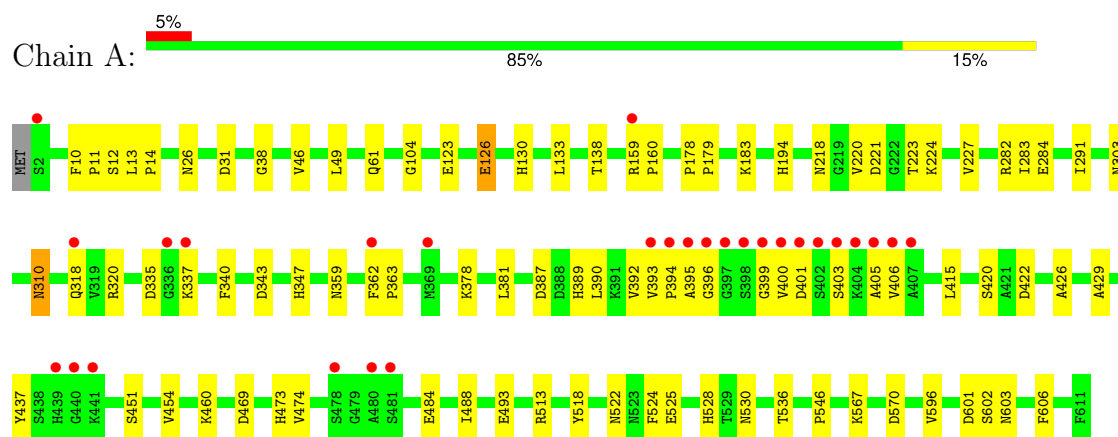 5%
Chain A:
85% 15%
MET S2 F10 P11 S12 L13 P14 N26 D31 G38 V46 L49 Q61 G104 E123 E126 H130 L133 T138 R159 P160 P178 P179 K183 H194 N218 G219 V220 D221 G222 T223 K224 V227 R282 I283 E284 I291 N303
N310 Q318 V319 R320 D335 G336 K337 F340 D343 H347 N359 F362 P363 M369 K378 L381 D387 D388 H389 L390 K391 V392 V393 P394 A395 G396 G397 S398 G399 V400 D401 S402 S403 K404 A405 V406 A407 L415 S420 A421 D422 A426 A429
Y437 S438 H439 G440 K441 S451 V454 K460 D469 H473 V474 S478 G479 A480 S481 E484 I488 E493 R513 Y518 N522 N523 F524 E525 H528 T529 N530 T536 P546 K567 D570 V596 D601 S602 N603 F606 F611